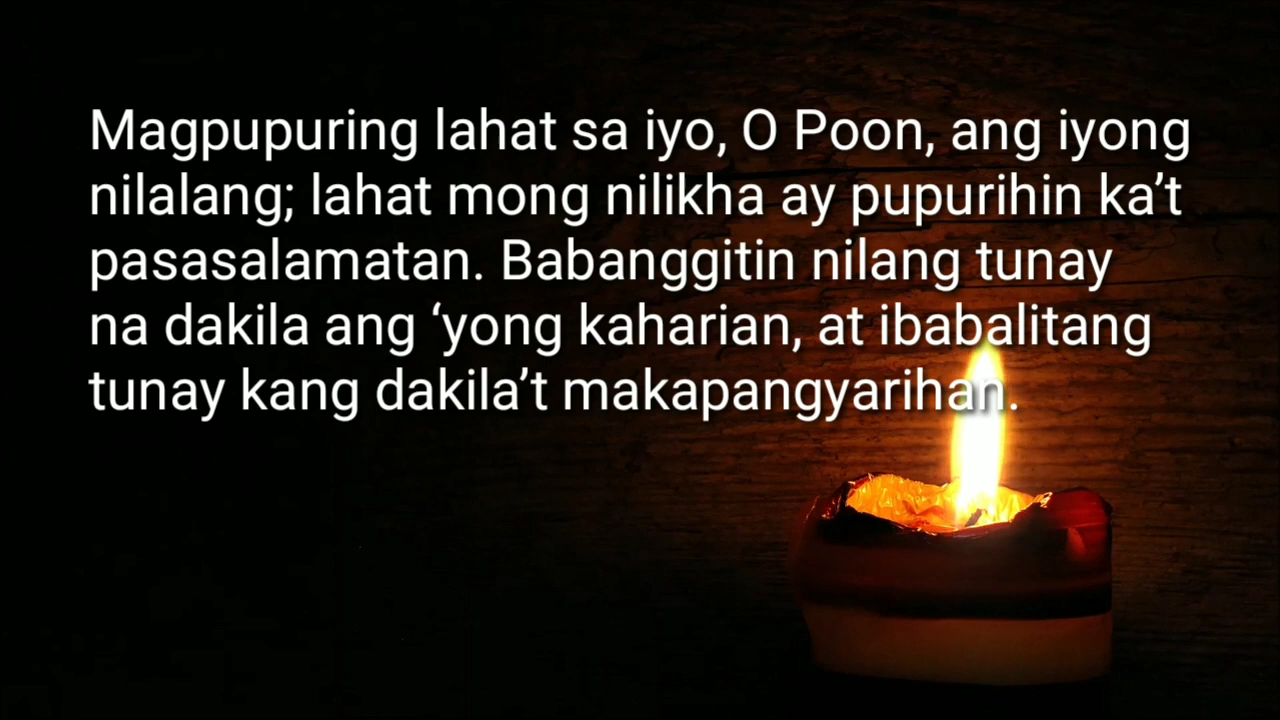 Magpupuring lahat sa iyo, O Poon, ang iyong
nilalang; lahat mong nilikha ay pupurihin ka’t
pasasalamatan. Babanggitin nilang tunay
na dakila ang ‘yong kaharian, at ibabalitang
tunay kang dakila’t makapangyarihan.